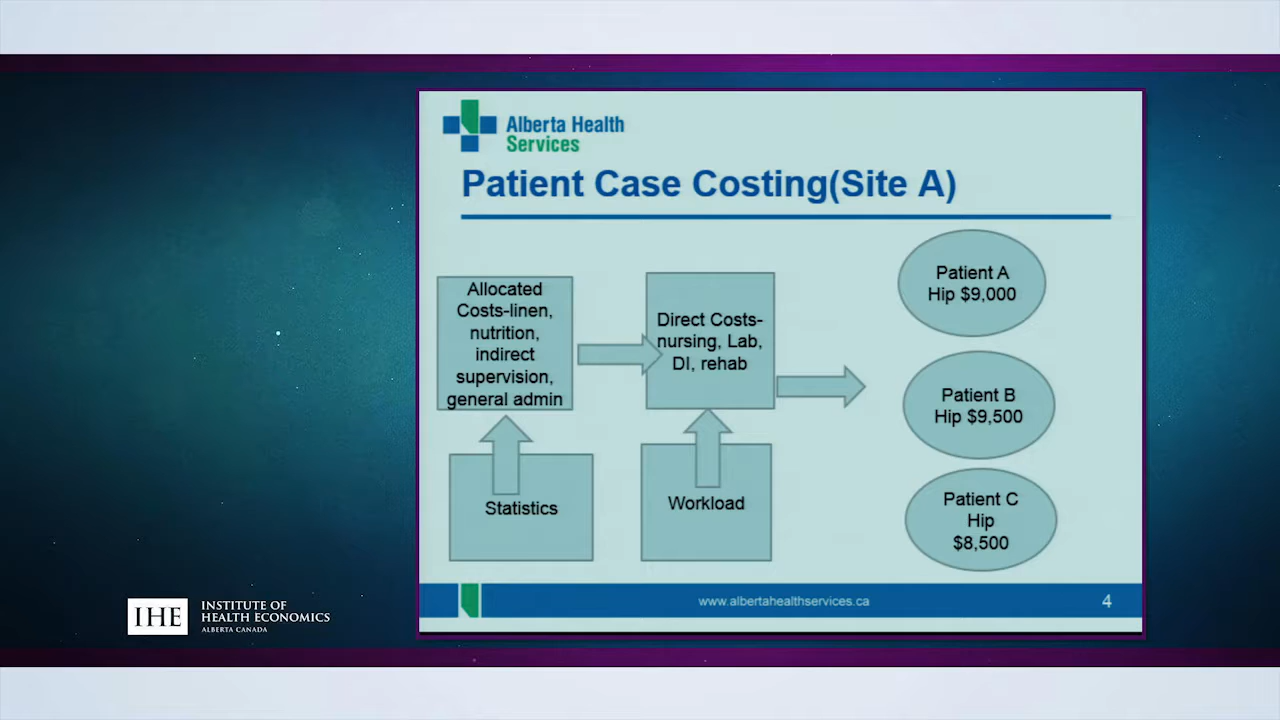 Alberta Health
Services
Patient Case Costing(Site A)
Allocated
Costs-linen,
nutrition,
indirect
supervision,
general admin
Direct Costs-
nursing, Lab,
DI, rehab
Statistics
Workload
Patient A
Hip $9,000
Patient B
Hip $9,500
Patient C
Hip
$8,500
www.albertahealthservices.ca
4
IHE
INSTITUTE OF
HEALTH ECONOMICS
ALBERTA CANADA